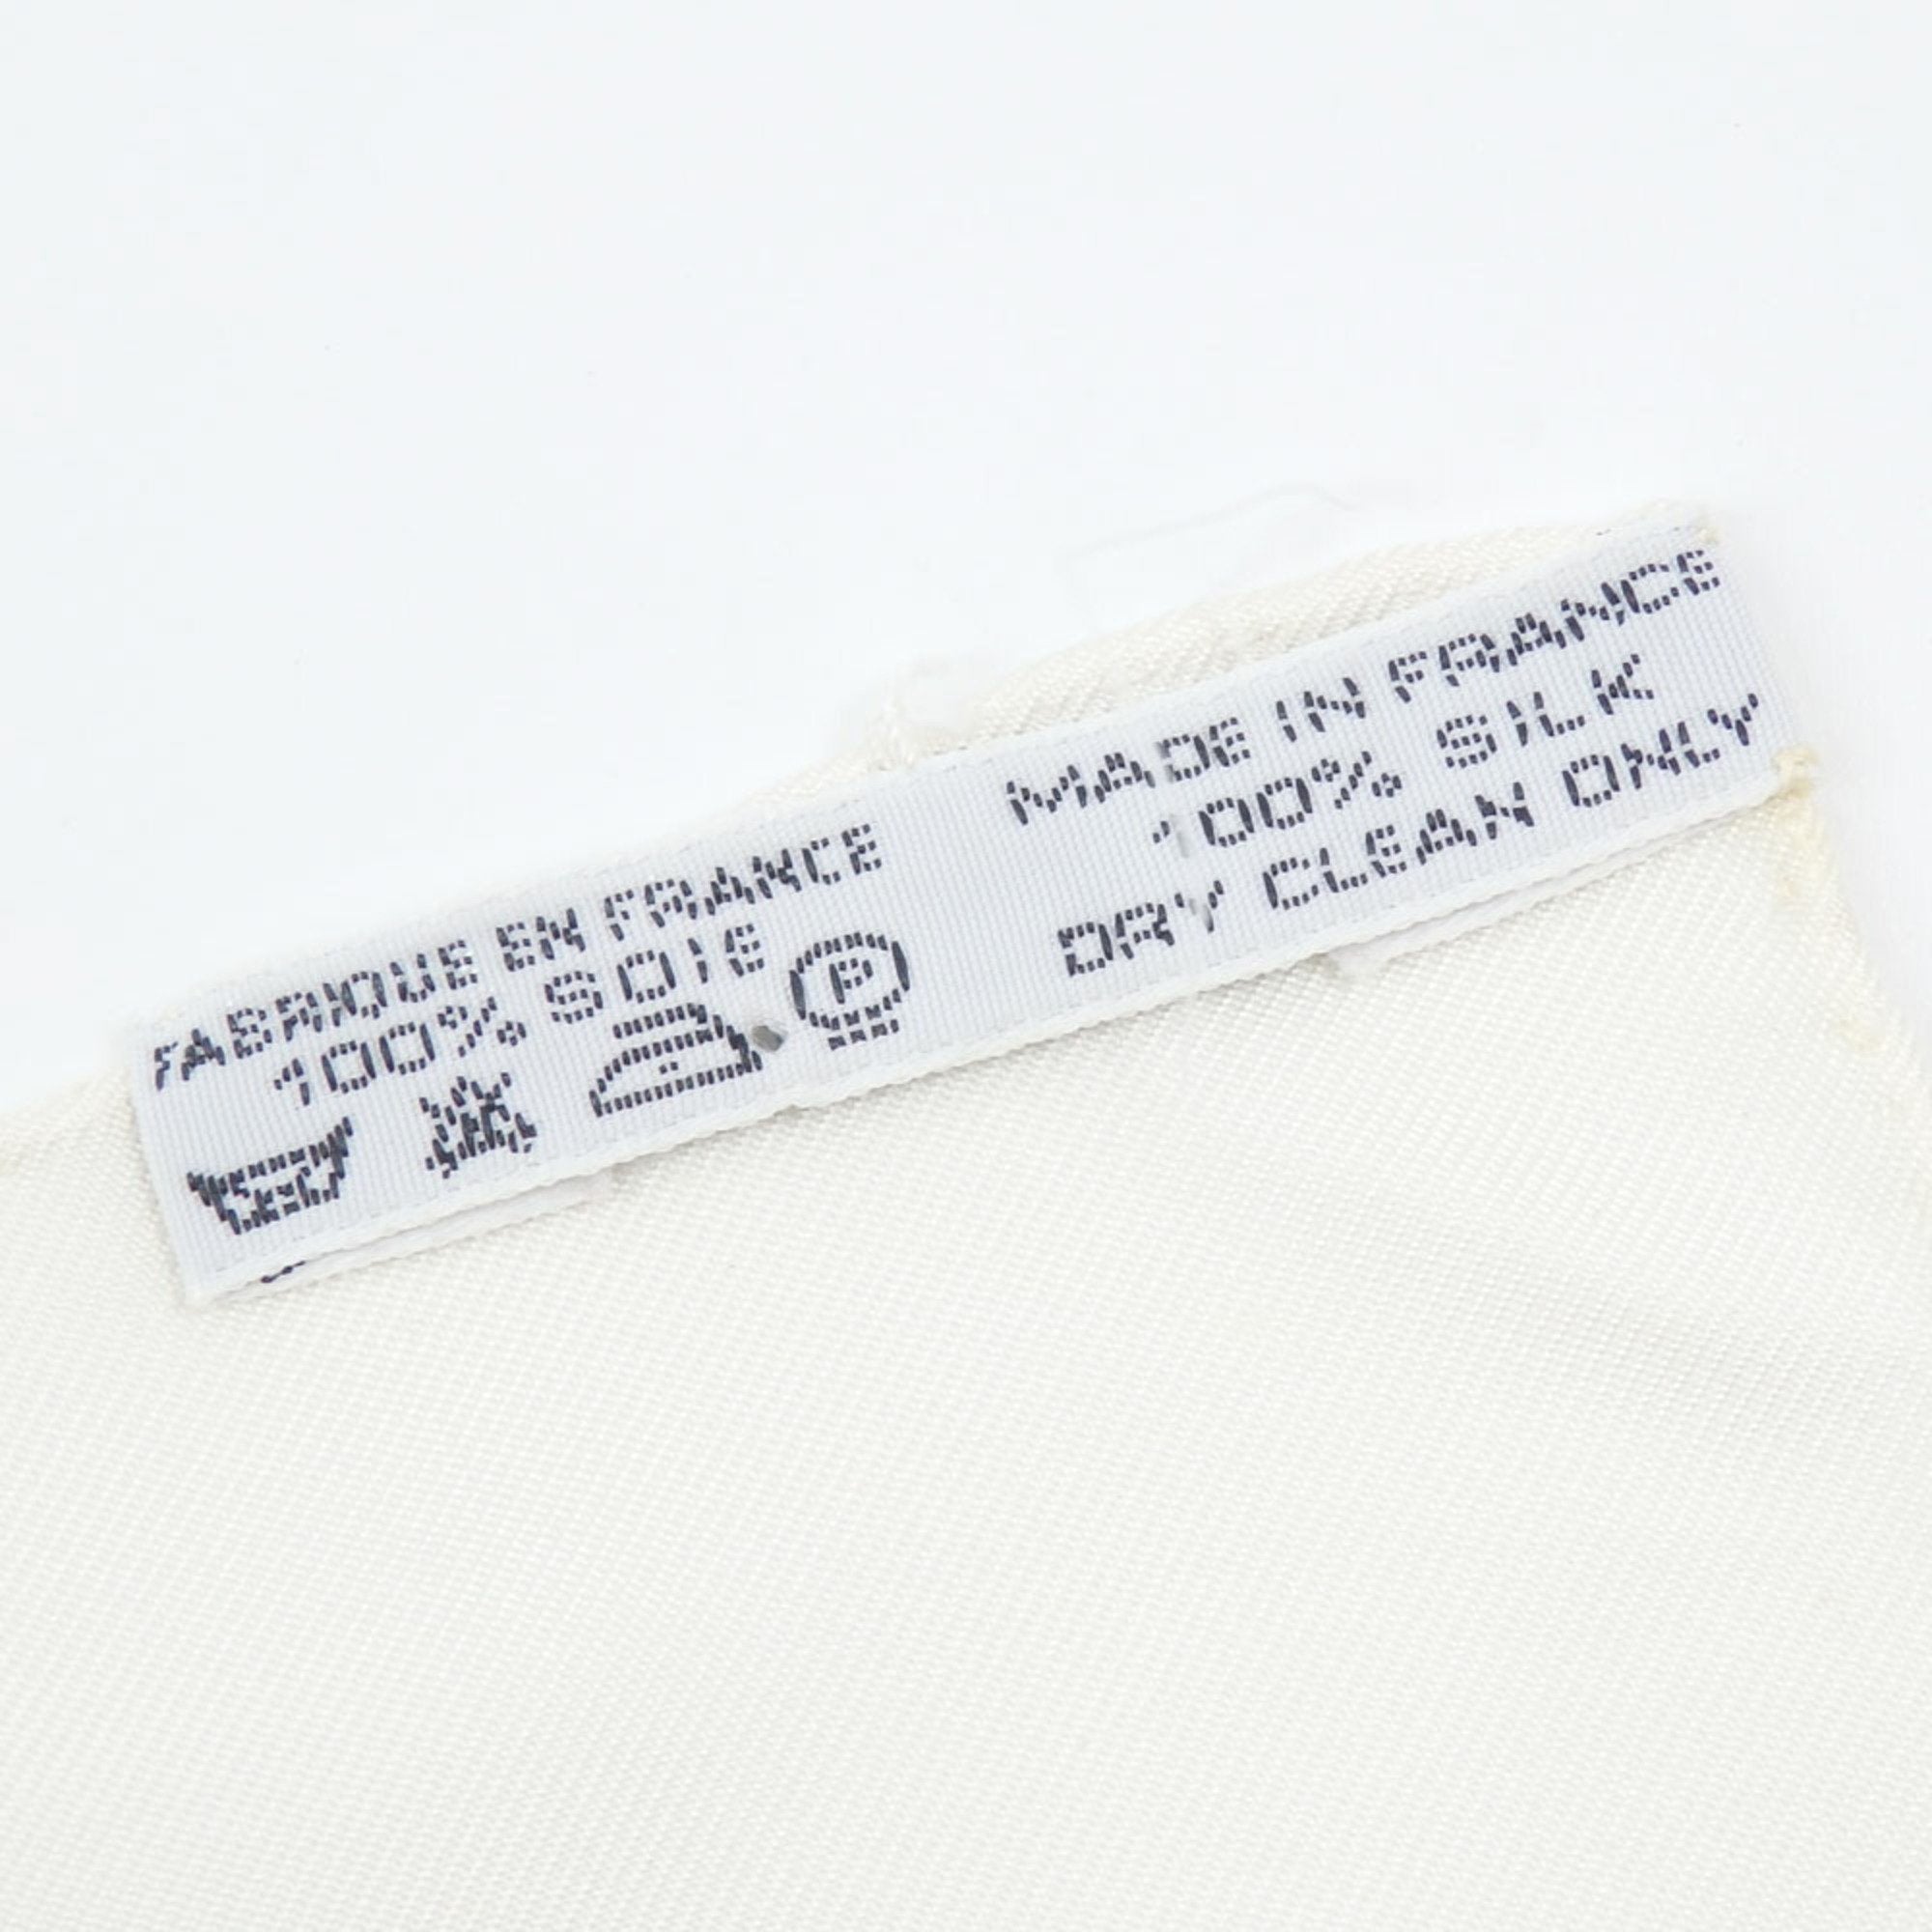 FABRIQUE EN FRANCE
100% SOIE
P
MADE IN FRANCE
100% SILK
DRY CLEAN ONLY